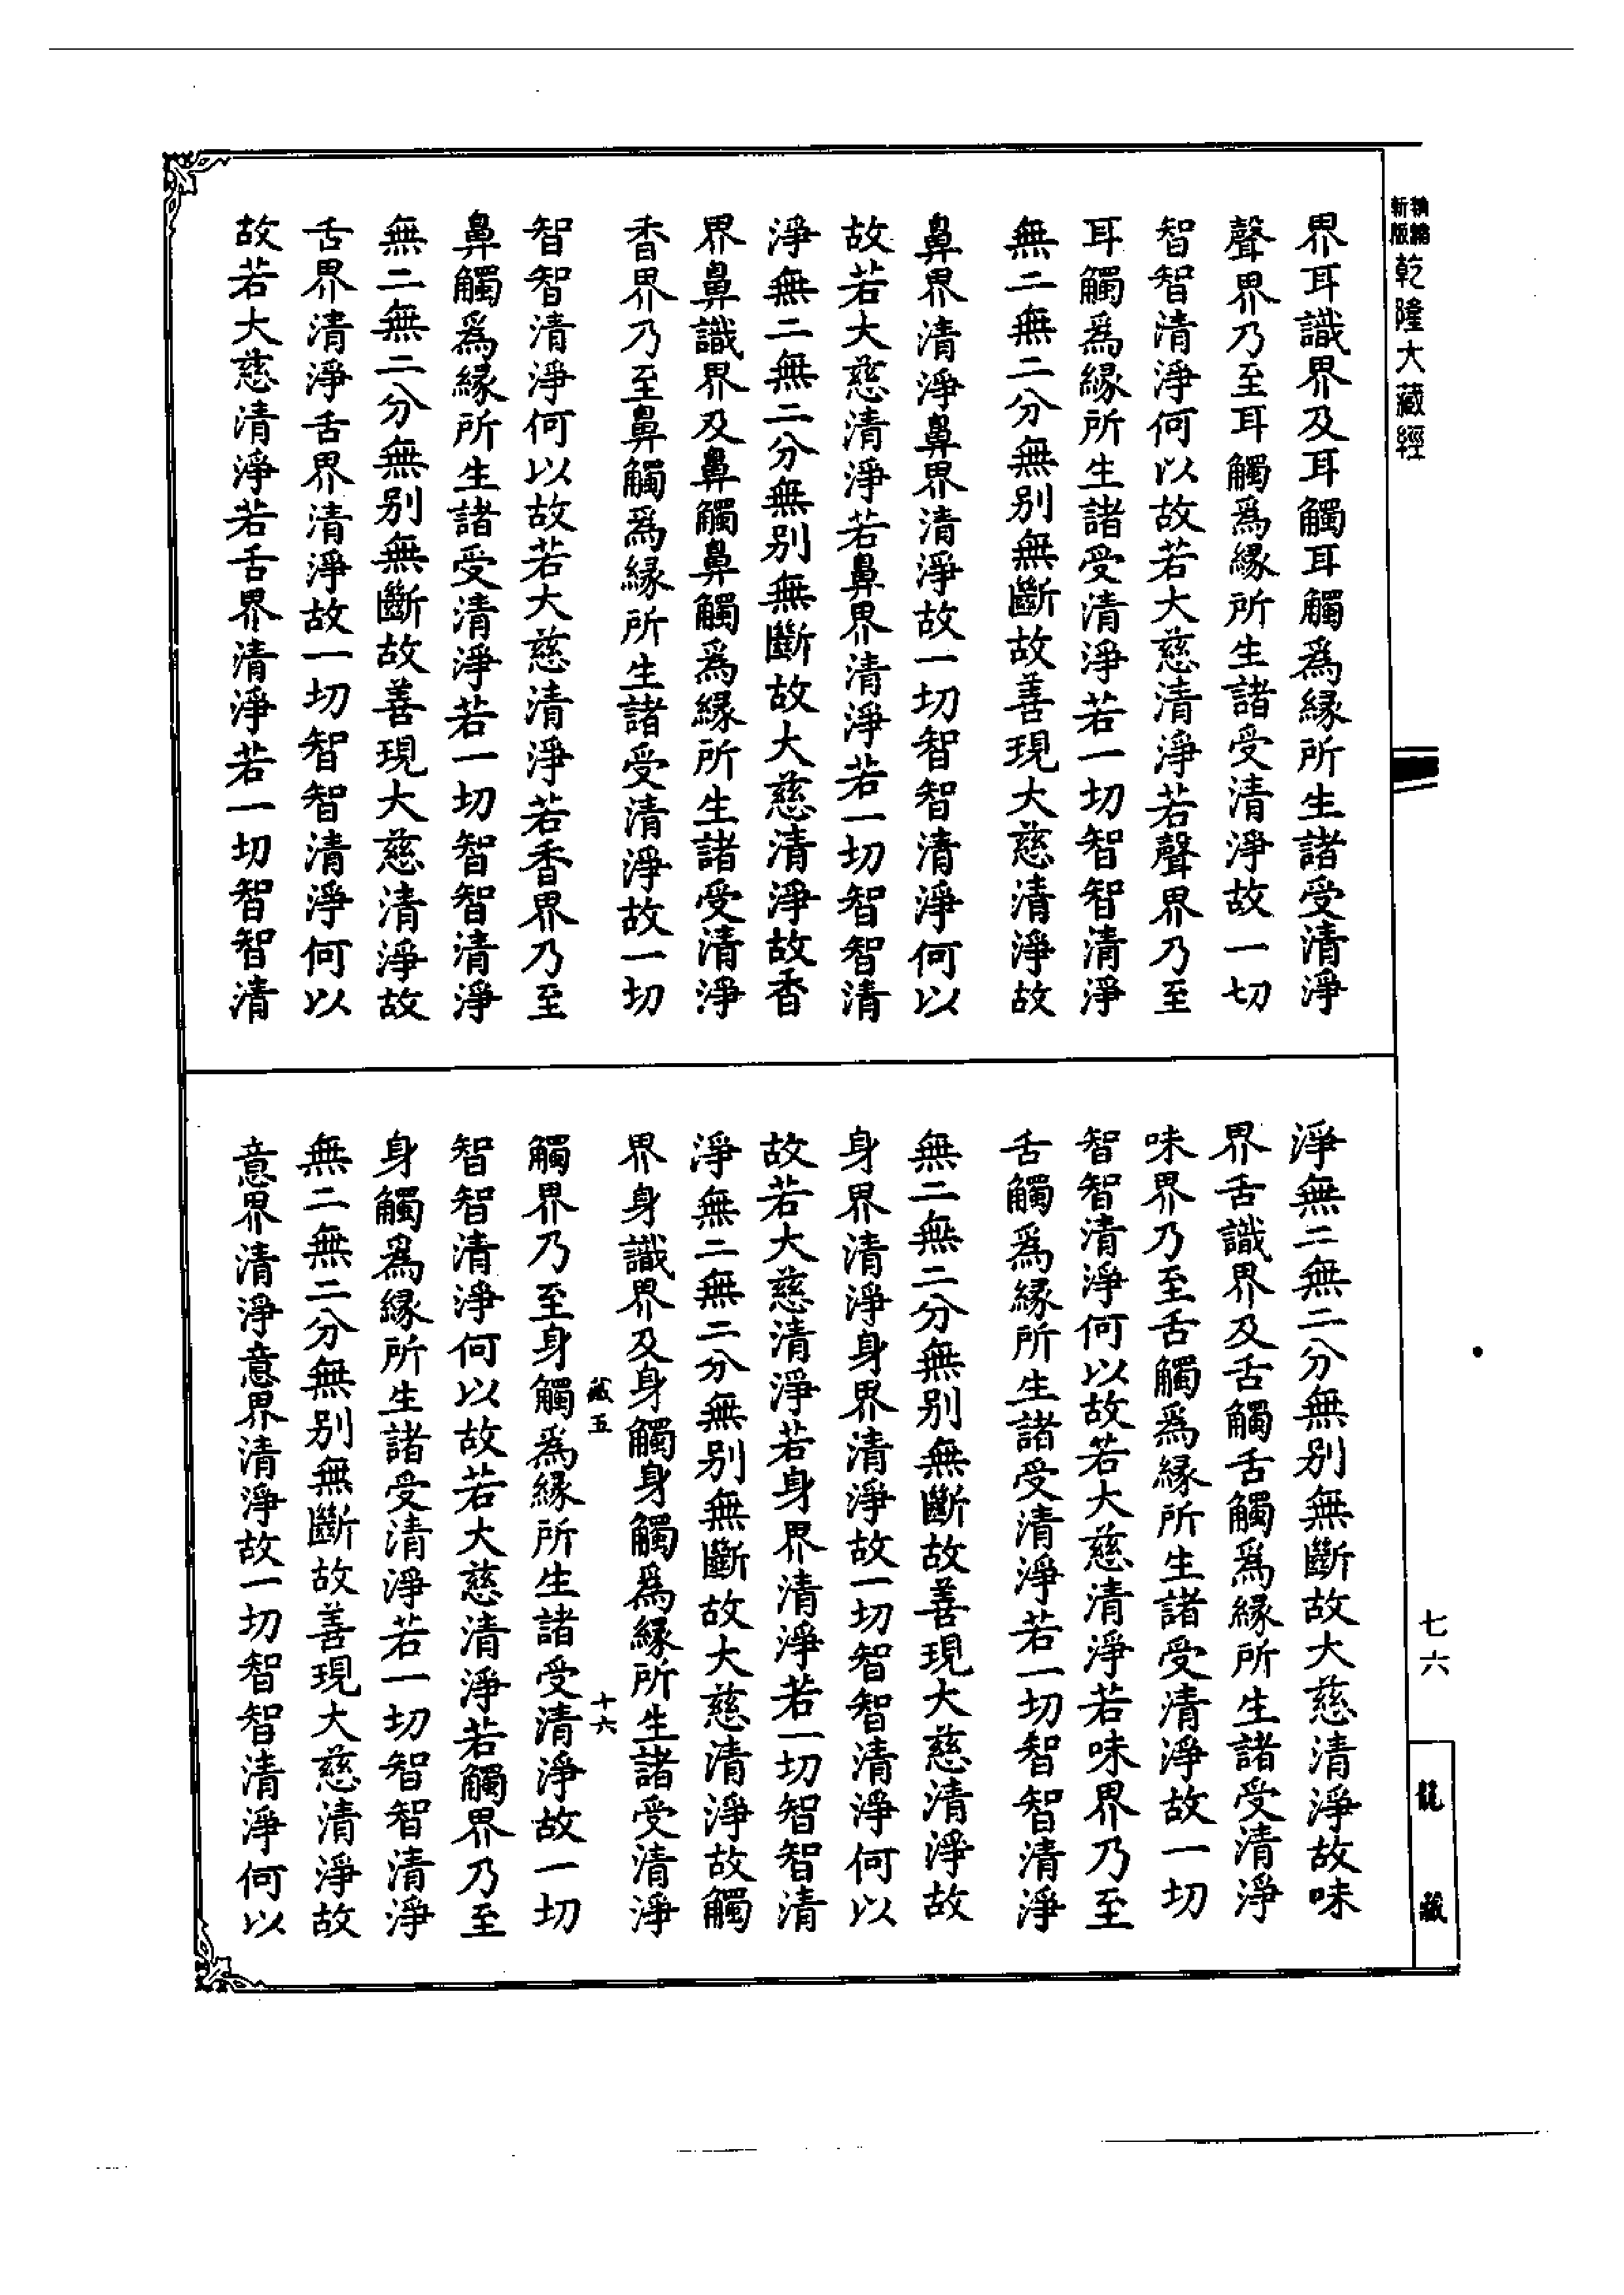 新編
新版
乾隆大藏經
界耳識界及耳觸耳觸爲緣所生諸受清淨
聲界乃至耳觸爲緣所生諸受清淨故一切
智智清淨何以故若大慈清淨若聲界乃至
耳觸爲緣所生諸受清淨若一切智智清淨
無二無二分無别無斷故善現大慈清淨故
鼻界清淨鼻界清淨故一切智智清淨何以
故若大慈清淨若鼻界清淨若一切智智清
淨無二無二分無别無斷故大慈清淨故香
界鼻識界及鼻觸鼻觸爲緣所生諸受清淨
香界乃至鼻觸爲緣所生諸受清淨故一切
智智清淨何以故若大慈清淨若香界乃至
鼻觸爲緣所生諸受清淨若一切智智清淨
無二無二分無别無斷故善現大慈清淨故
舌界清淨舌界清淨故一切智智清淨何以
故若大慈清淨若舌界清淨若一切智智清
淨無二無二分無别無斷故大慈清淨故味
界舌識界及舌觸舌觸爲緣所生諸受清淨
味界乃至舌觸爲緣所生諸受清淨故一切
智智清淨何以故若大慈清淨若味界乃至
舌觸爲緣所生諸受清淨若一切智智清淨
無二無二分無别無斷故善現大慈清淨故
身界清淨身界清淨故一切智智清淨何以
故若大慈清淨若身界清淨若一切智智清
淨無二無二分無别無斷故大慈清淨故觸
界身識界及身觸身觸爲緣所生諸受清淨
藏五 十六
觸界乃至身觸爲緣所生諸受清淨故一切
智智清淨何以故若大慈清淨若觸界乃至
身觸爲緣所生諸受清淨若一切智智清淨
無二無二分無别無斷故善現大慈清淨故
意界清淨意界清淨故一切智智清淨何以
七六
龍藏